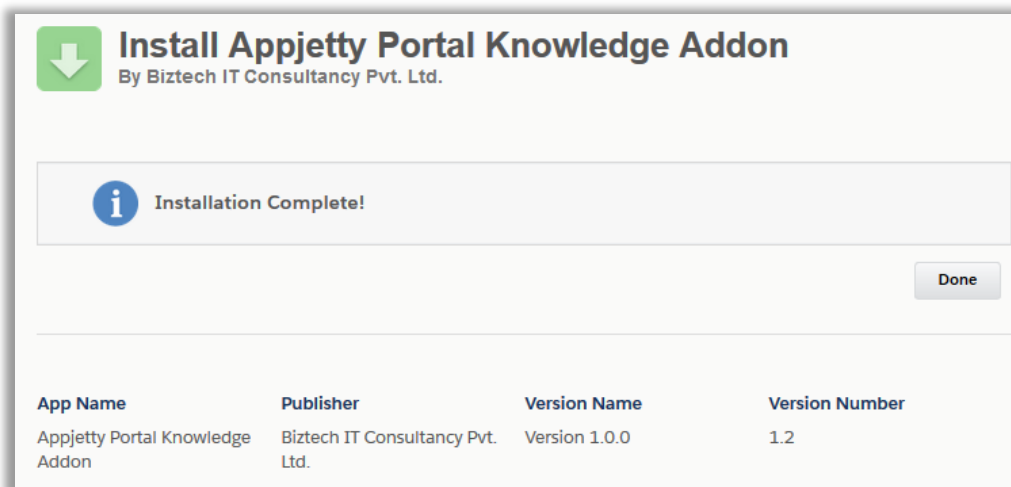 Install Appjetty Portal Knowledge Addon
By Biztech IT Consultancy Pvt. Ltd.
Installation Complete!
Done
App Name
Publisher
Version Name
Version Number
Appjetty Portal Knowledge
Addon
Biztech IT Consultancy Pvt.
Ltd.
Version 1.0.0
1.2